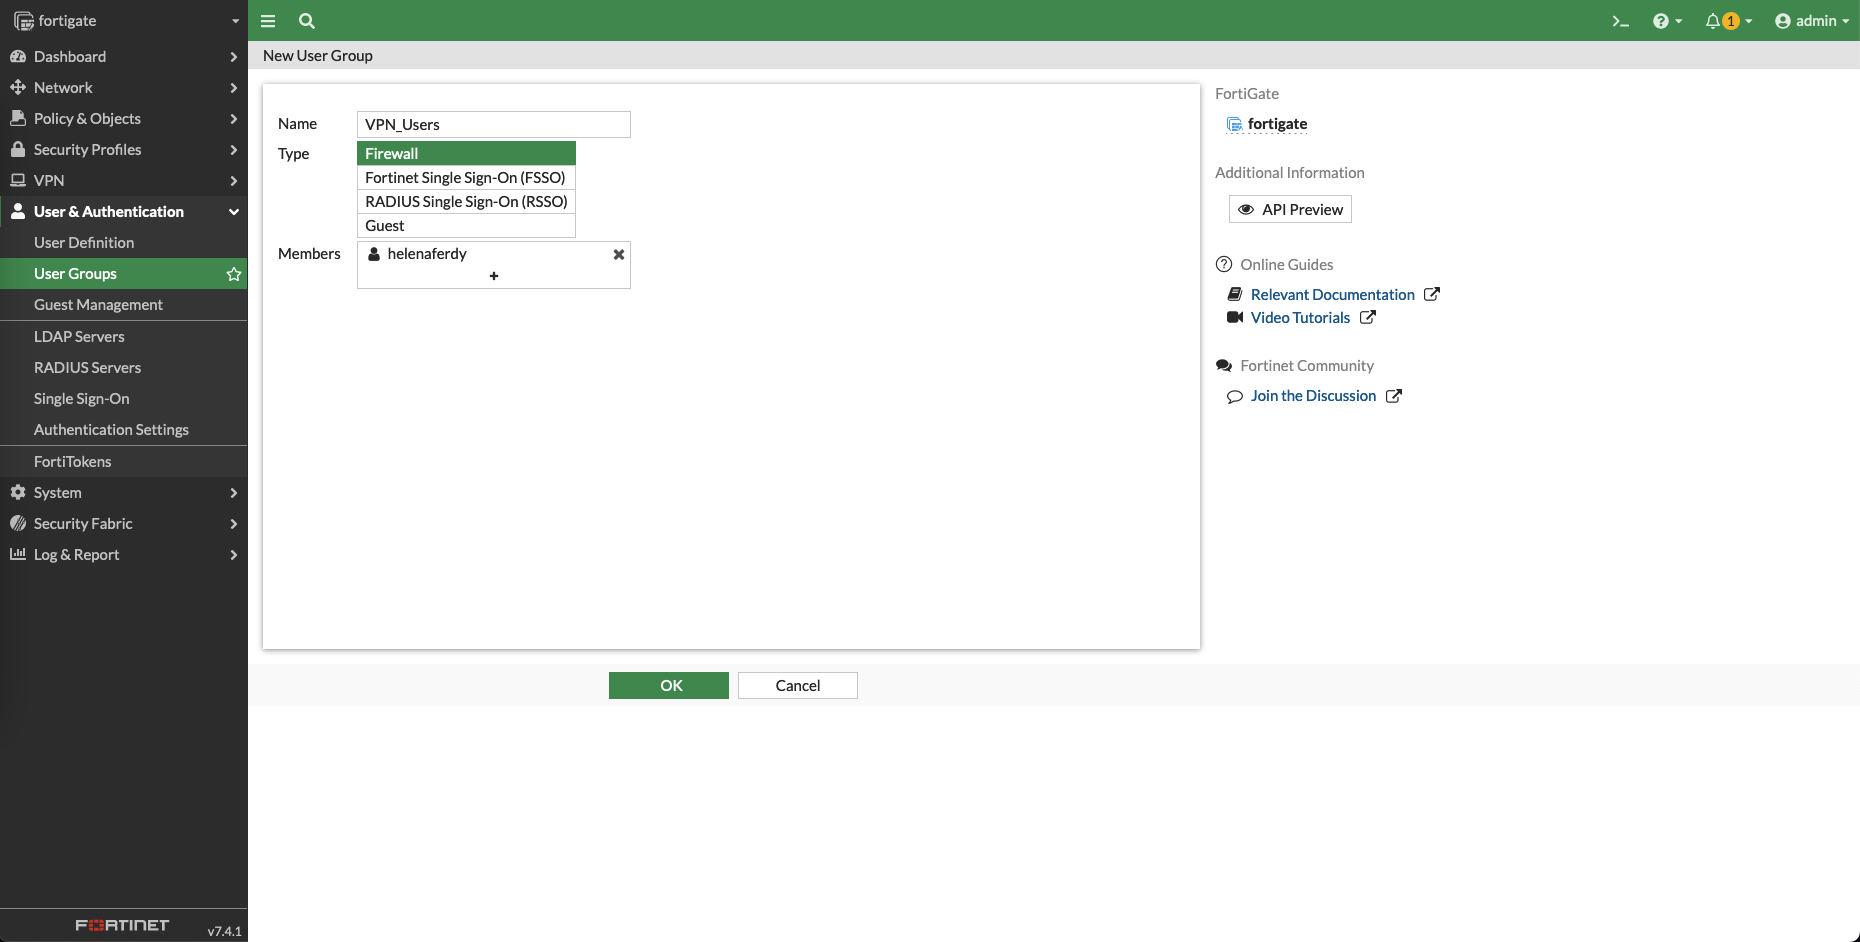 fortigate
Dashboard
Network
Policy & Objects
Security Profiles
VPN
User & Authentication
User Definition
User Groups
Guest Management
LDAP Servers
RADIUS Servers
Single Sign-On
Authentication Settings
FortiTokens
System
Security Fabric
Log & Report
FORTINET
v7.4.1
1
admin
New User Group
Name
VPN_Users
Type
Firewall
Fortinet Single Sign-On (FSSO)
RADIUS Single Sign-On (RSSO)
Guest
Members
helenaferdy
OK
Cancel
FortiGate
fortigate
Additional Information
API Preview
Online Guides
Relevant Documentation
Video Tutorials
Fortinet Community
Join the Discussion